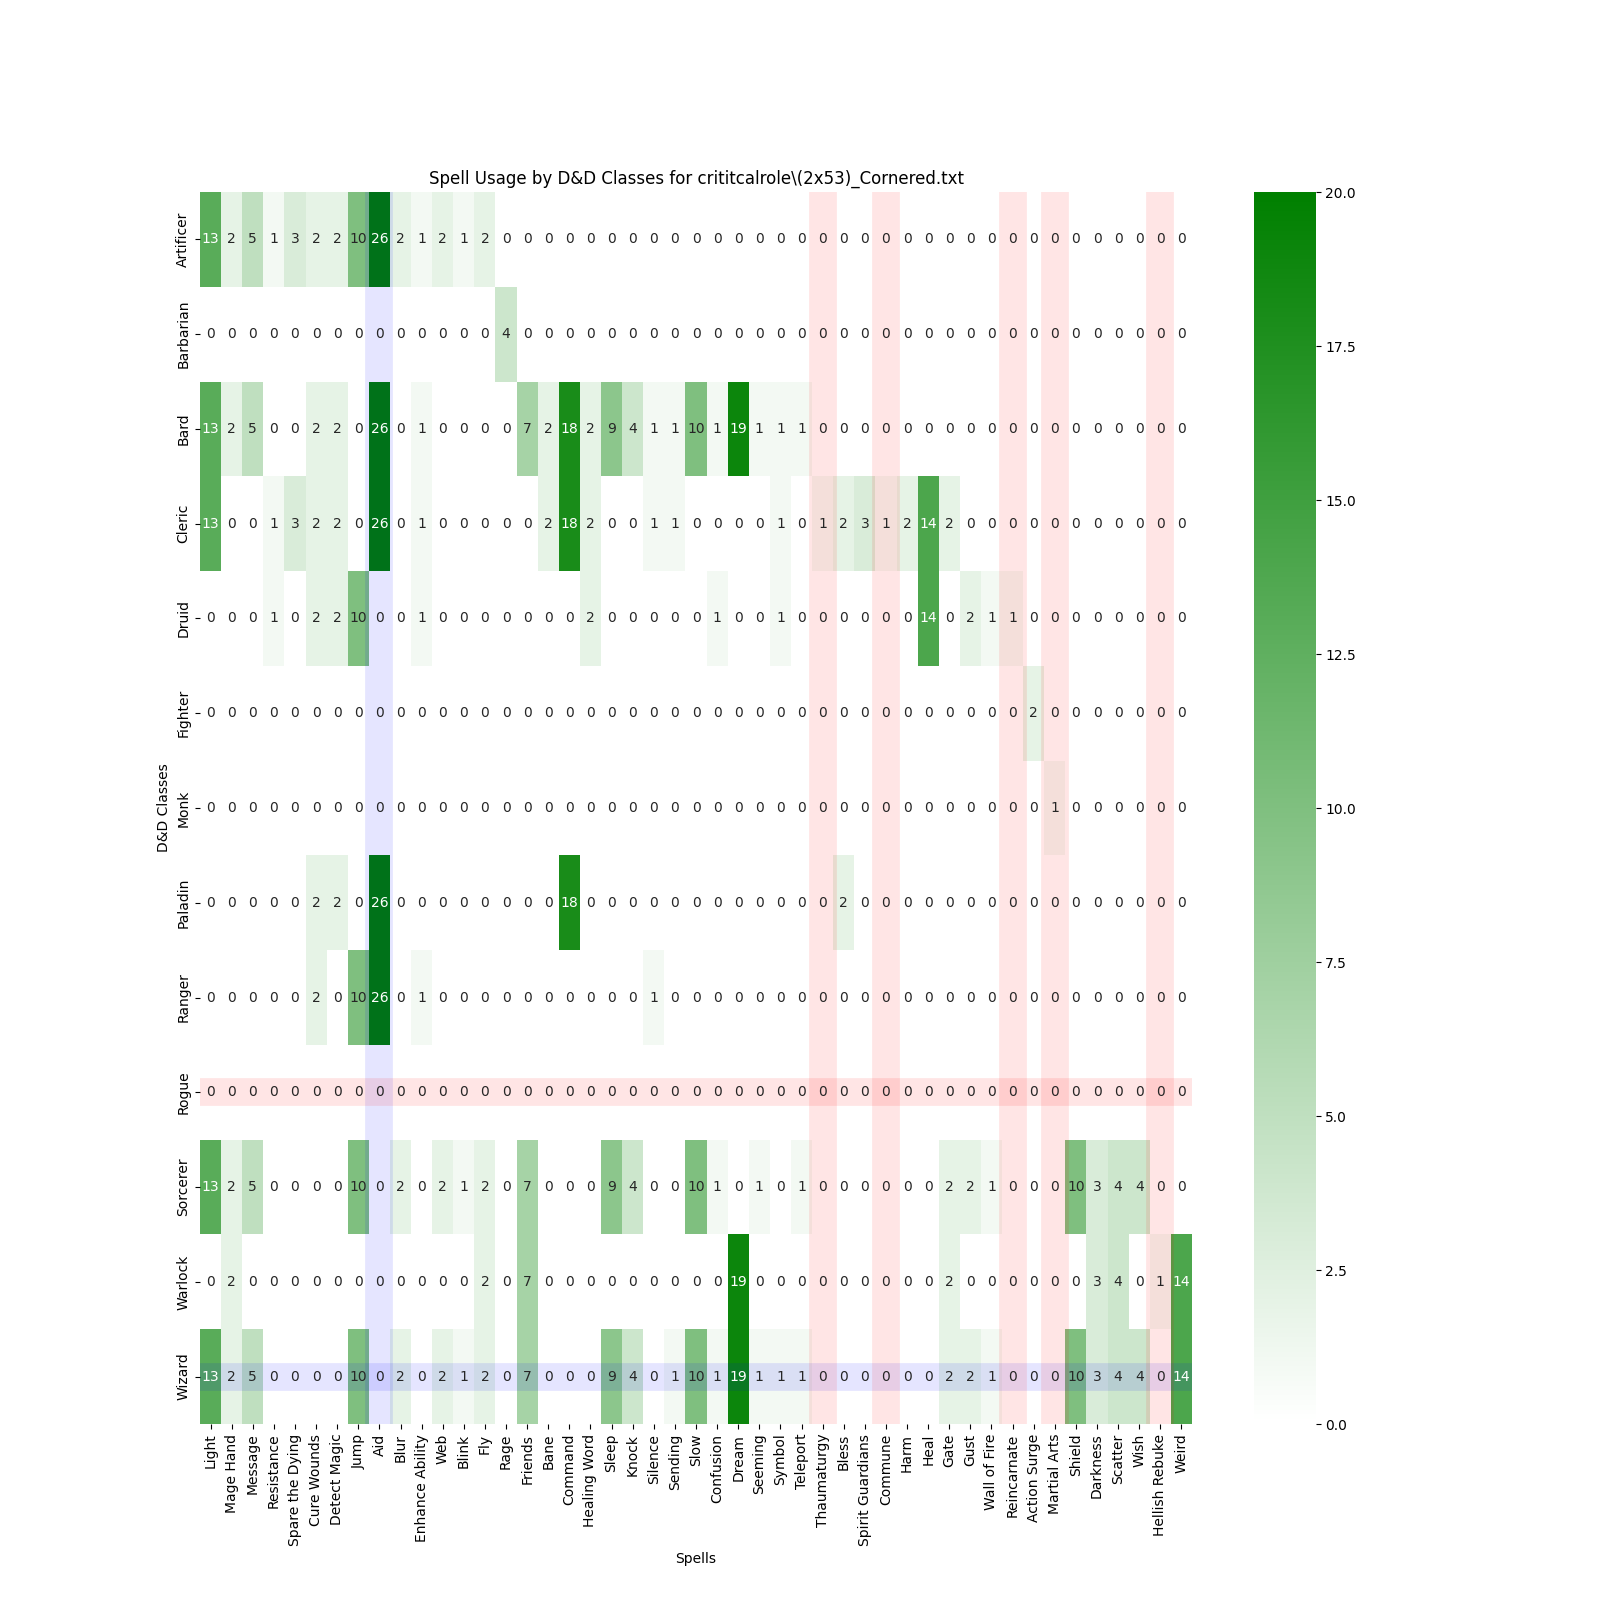 Spell Usage by D&D Classes for crititcalrole\(2x53)_Cornered.txt
D&D Classes
Artificer 13 2 5 1 3 2 2 10 26 2 1 2 1 2 0 0 0 0 0 0 0 0 0 0 0 0 0 0 0 0 0 0 0 0 0 0 0 0 0 0 0 0 0 0 0 0 0
Barbarian 0 0 0 0 0 0 0 0 0 0 0 0 0 0 4 0 0 0 0 0 0 0 0 0 0 0 0 0 0 0 0 0 0 0 0 0 0 0 0 0 0 0 0 0 0 0 0
Bard 13 2 5 0 0 2 2 0 26 0 1 0 0 0 0 7 2 18 2 9 4 1 1 10 1 19 1 1 1 0 0 0 0 0 0 0 0 0 0 0 0 0 0 0 0 0 0
Cleric 13 0 0 1 3 2 2 0 26 0 1 0 0 0 0 0 2 18 2 0 0 1 1 0 0 0 0 1 0 1 2 3 1 2 14 2 0 0 0 0 0 0 0 0 0 0 0
Druid 0 0 0 1 0 2 2 10 0 0 1 0 0 0 0 0 0 0 2 0 0 0 0 0 1 0 0 1 0 0 0 0 0 0 14 0 2 1 1 0 0 0 0 0 0 0 0
Fighter 0 0 0 0 0 0 0 0 0 0 0 0 0 0 0 0 0 0 0 0 0 0 0 0 0 0 0 0 0 0 0 0 0 0 0 0 0 0 0 2 0 0 0 0 0 0 0
Monk 0 0 0 0 0 0 0 0 0 0 0 0 0 0 0 0 0 0 0 0 0 0 0 0 0 0 0 0 0 0 0 0 0 0 0 0 0 0 0 0 1 0 0 0 0 0 0
Paladin 0 0 0 0 0 2 2 0 26 0 0 0 0 0 0 0 0 18 0 0 0 0 0 0 0 0 0 0 0 0 2 0 0 0 0 0 0 0 0 0 0 0 0 0 0 0 0
Ranger 0 0 0 0 0 2 0 10 26 0 1 0 0 0 0 0 0 0 0 0 0 1 0 0 0 0 0 0 0 0 0 0 0 0 0 0 0 0 0 0 0 0 0 0 0 0 0
Rogue 0 0 0 0 0 0 0 0 0 0 0 0 0 0 0 0 0 0 0 0 0 0 0 0 0 0 0 0 0 0 0 0 0 0 0 0 0 0 0 0 0 0 0 0 0 0 0
Sorcerer 13 2 5 0 0 0 0 10 0 2 0 2 1 2 0 7 0 0 0 9 4 0 0 10 1 0 1 0 1 0 0 0 0 0 0 2 2 1 0 0 0 10 3 4 4 0 0
Warlock 0 2 0 0 0 0 0 0 0 0 0 0 0 2 0 7 0 0 0 0 0 0 0 0 0 19 0 0 0 0 0 0 0 0 0 2 0 0 0 0 0 0 3 4 0 1 14
Wizard 13 2 5 0 0 0 0 10 0 2 0 2 1 2 0 7 0 0 0 9 4 0 1 10 1 19 1 1 1 0 0 0 0 0 0 2 2 1 0 0 0 10 3 4 4 0 14
Light
Mage Hand
Message
Resistance
Spare the Dying
Cure Wounds
Detect Magic
Jump
Aid
Blur
Enhance Ability
Web
Blink
Fly
Rage
Friends
Bane
Command
Healing Word
Sleep
Knock
Silence
Sending
Slow
Confusion
Dream
Seeming
Symbol
Teleport
Thaumaturgy
Bless
Spirit Guardians
Commune
Harm
Heal
Gate
Gust
Wall of Fire
Reincarnate
Action Surge
Martial Arts
Shield
Darkness
Scatter
Wish
Hellish Rebuke
Weird
Spells
20.0
17.5
15.0
12.5
10.0
7.5
5.0
2.5
0.0